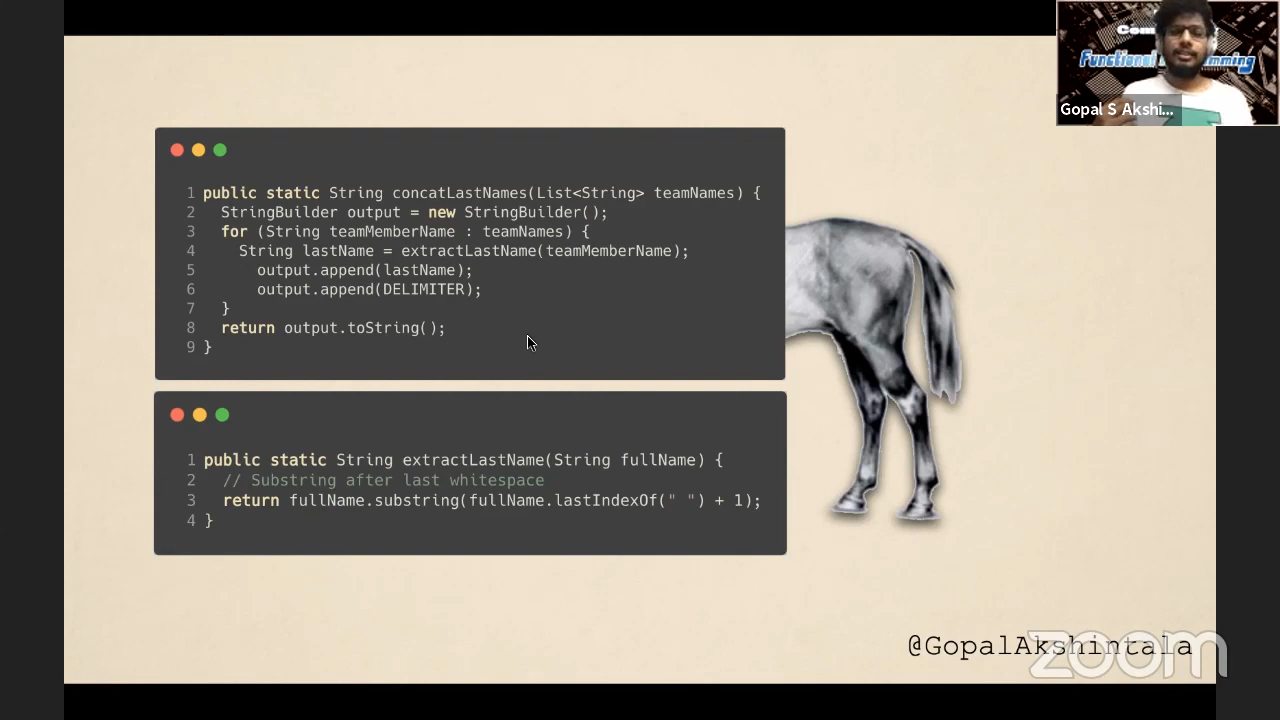 Com
Functional
mming
Gopal S Akshi...
1 public static String concatLastNames(List<String> teamNames) {
2 StringBuilder output = new StringBuilder();
3 for (String teamMemberName : teamNames) {
4 String lastName = extractLastName(teamMemberName);
5 output.append(lastName);
6 output.append(DELIMITER);
7 }
8 return output.toString();
9 }
1 public static String extractLastName(String fullName) {
2 // Substring after last whitespace
3 return fullName.substring(fullName.lastIndexOf(" ") + 1);
4 }
@GopalAkshintala
zoom